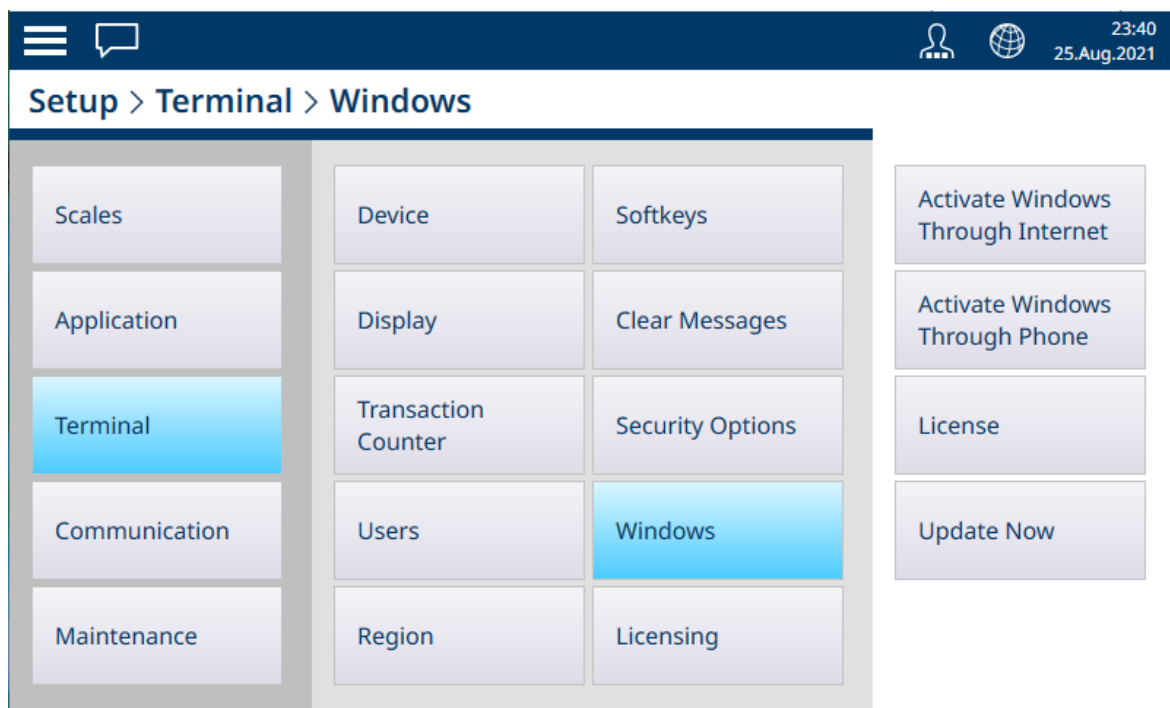 23:40
25.Aug.2021
Setup > Terminal > Windows
Scales
Device
Softkeys
Activate Windows
Through Internet
Application
Display
Clear Messages
Activate Windows
Through Phone
Terminal
Transaction
Counter
Security Options
License
Communication
Users
Windows
Update Now
Maintenance
Region
Licensing